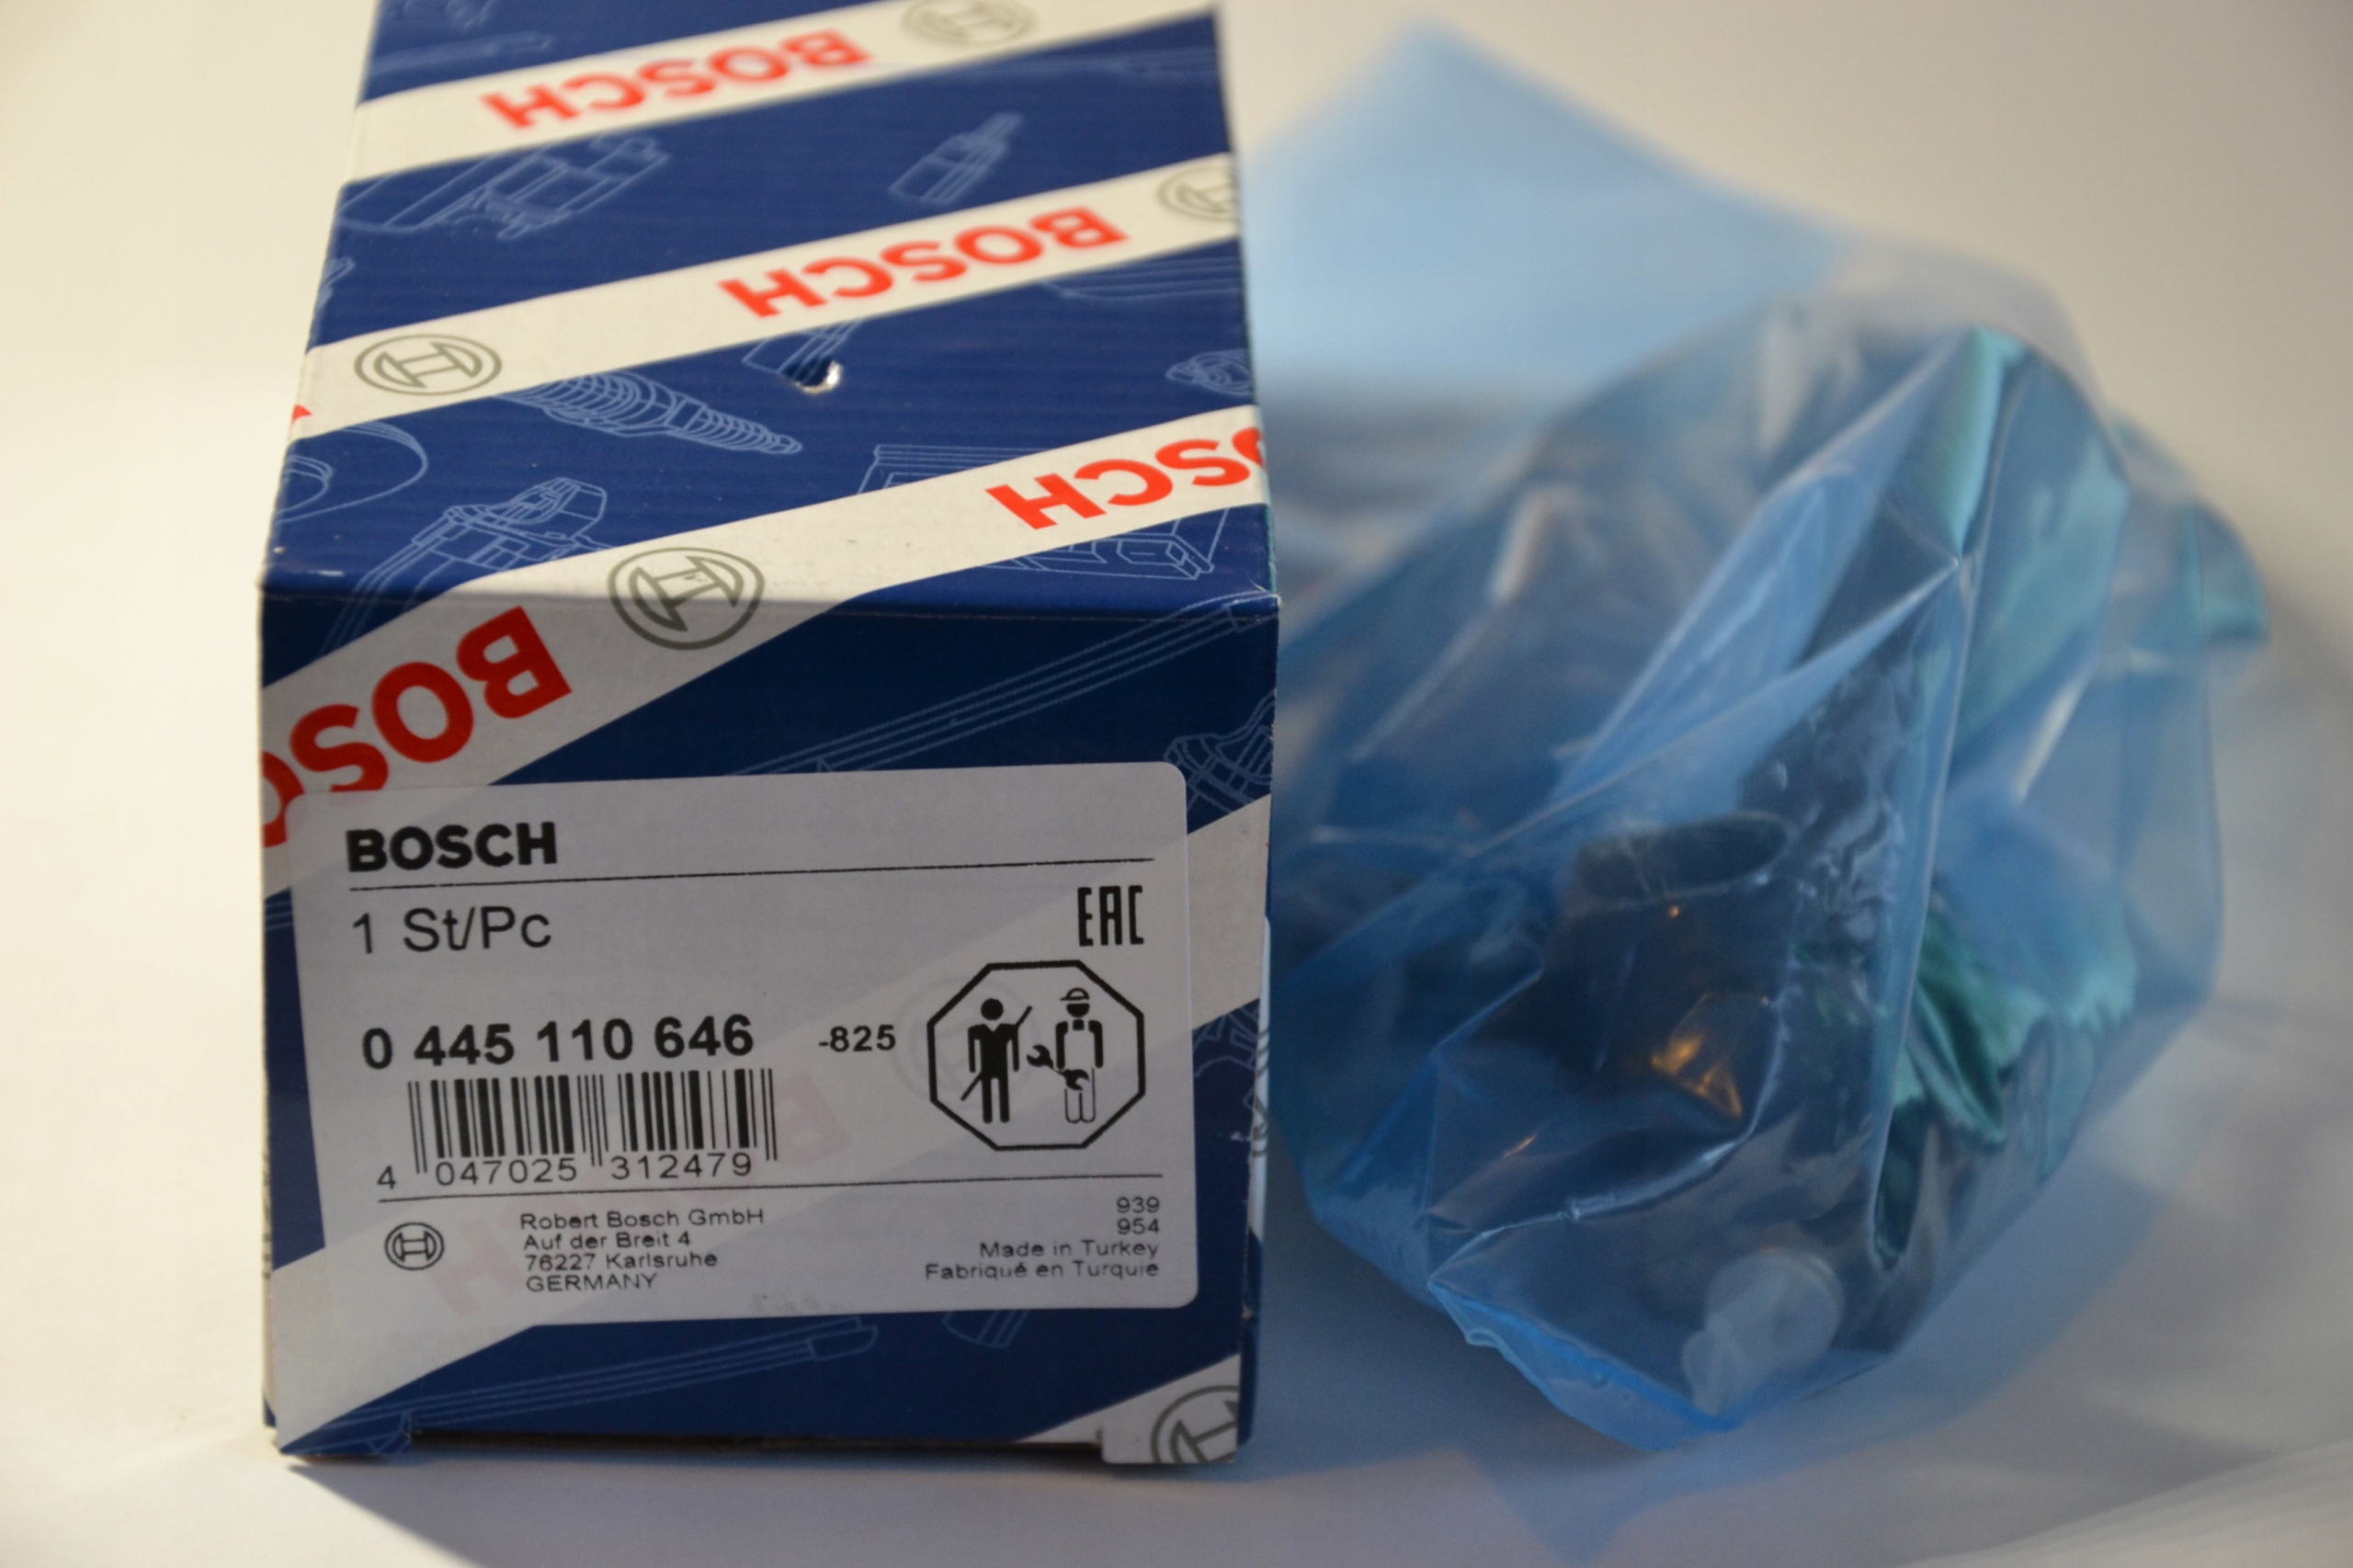 BOSCH
BOSCH
BOSCH
BOSCH
BOSCH
1 St/Pc
EAC
0 445 110 646 -825
4 047025 312479
Robert Bosch GmbH
Auf der Breit 4
76227 Karlsruhe
GERMANY
939
954
Made in Turkey
Fabriqué en Turquie